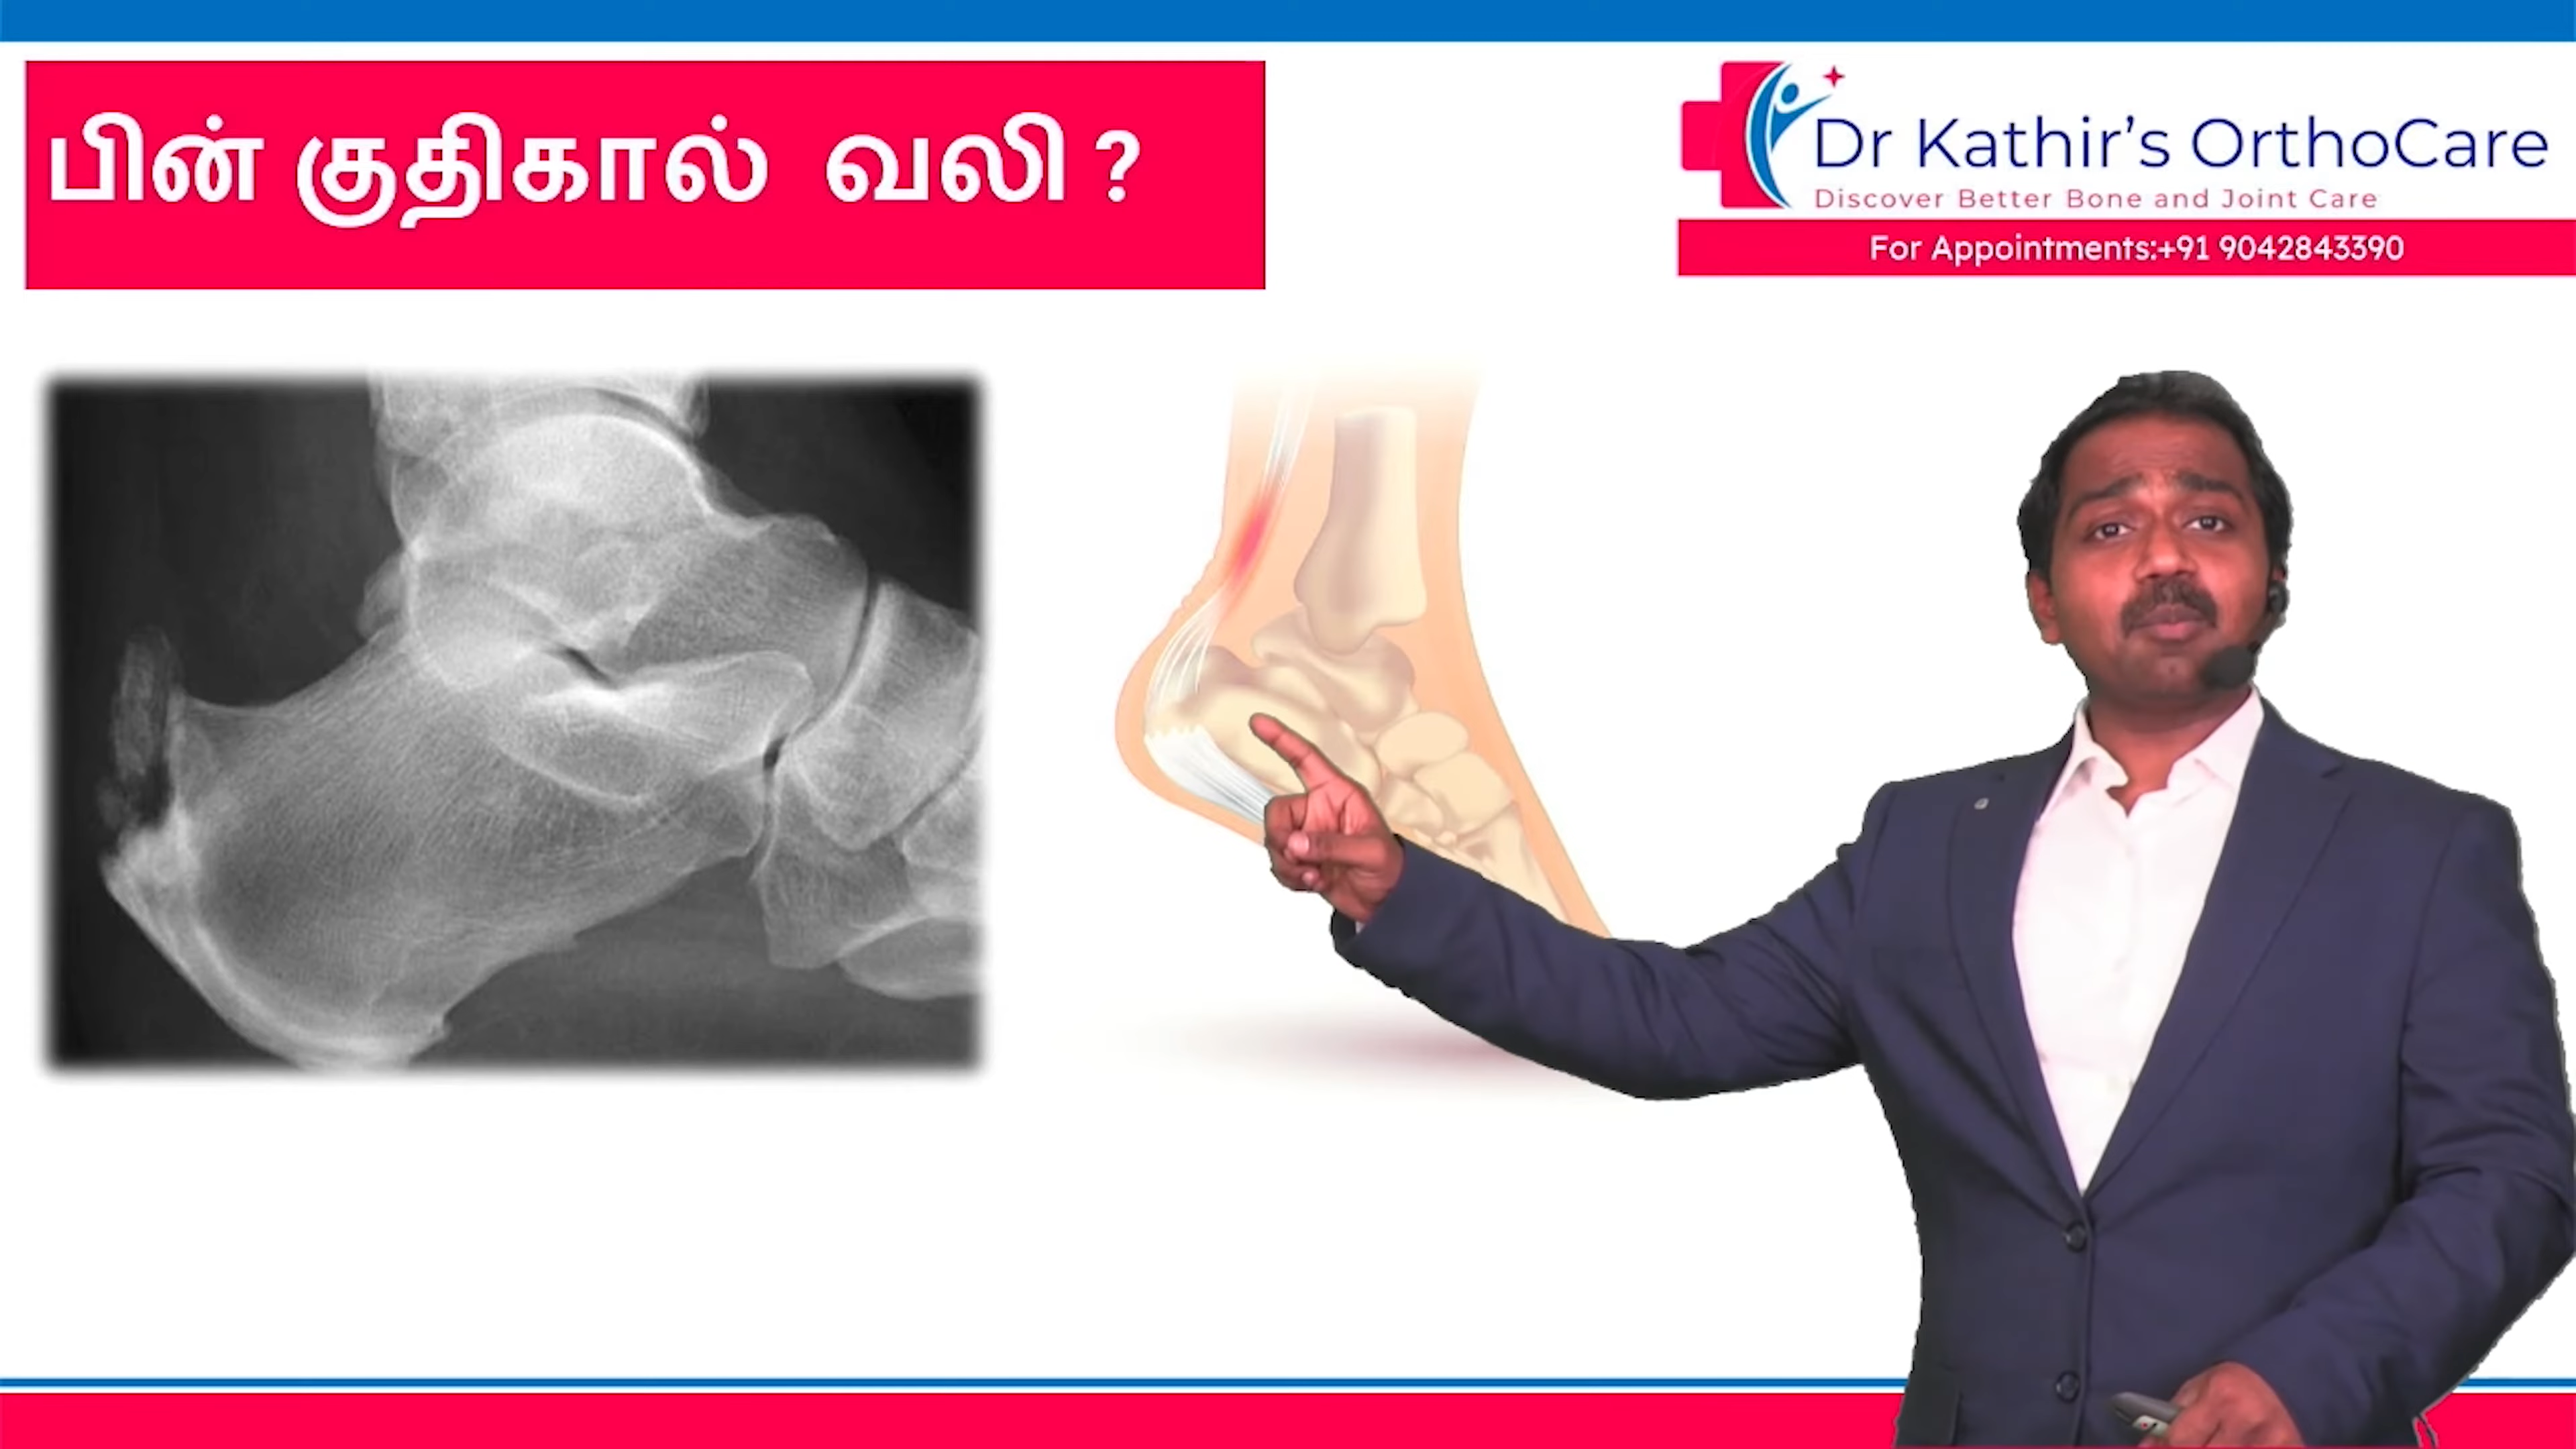 பின் குதிகால் வலி ?
Dr Kathir's OrthoCare
Discover Better Bone and Joint Care
For Appointments:+91 9042843390